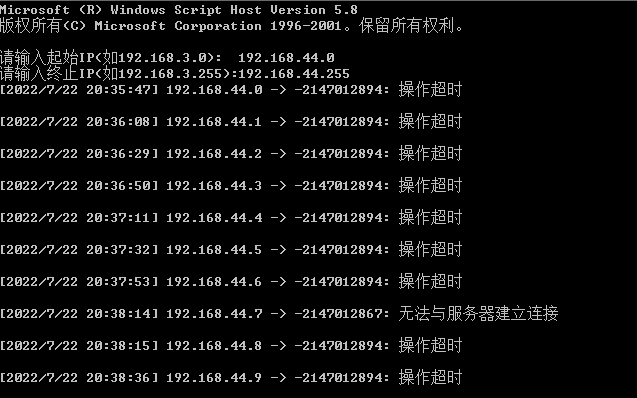 Microsoft (R) Windows Script Host Version 5.8
版权所有(C) Microsoft Corporation 1996-2001。保留所有权利。
请输入起始IP(如192.168.3.0):  192.168.44.0
请输入终止IP(如192.168.3.255):192.168.44.255
[2022/7/22 20:35:47] 192.168.44.0 -> -2147012894: 操作超时
[2022/7/22 20:36:08] 192.168.44.1 -> -2147012894: 操作超时
[2022/7/22 20:36:29] 192.168.44.2 -> -2147012894: 操作超时
[2022/7/22 20:36:50] 192.168.44.3 -> -2147012894: 操作超时
[2022/7/22 20:37:11] 192.168.44.4 -> -2147012894: 操作超时
[2022/7/22 20:37:32] 192.168.44.5 -> -2147012894: 操作超时
[2022/7/22 20:37:53] 192.168.44.6 -> -2147012894: 操作超时
[2022/7/22 20:38:14] 192.168.44.7 -> -2147012867: 无法与服务器建立连接
[2022/7/22 20:38:15] 192.168.44.8 -> -2147012894: 操作超时
[2022/7/22 20:38:36] 192.168.44.9 -> -2147012894: 操作超时